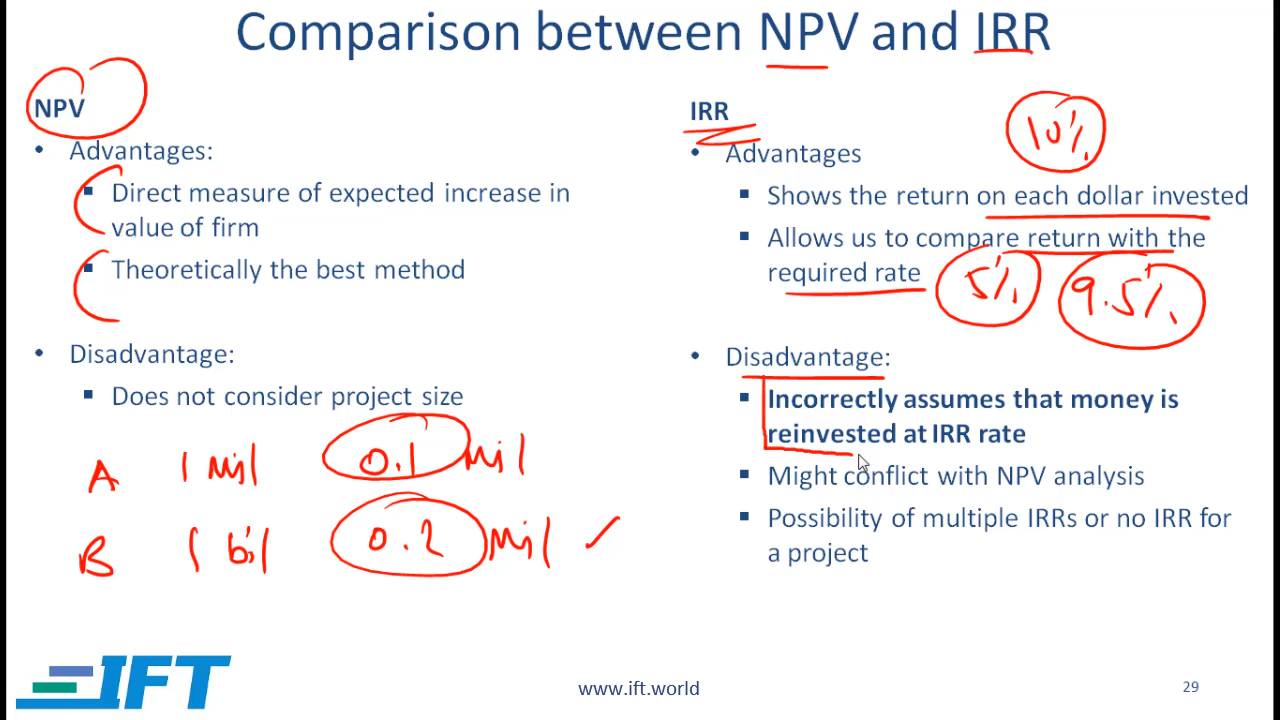 Comparison between NPV and IRR
NPV
• Advantages:
▪ Direct measure of expected increase in
value of firm
▪ Theoretically the best method
• Disadvantage:
▪ Does not consider project size
A 1 mil 0.1 mil
B 1 bil 0.2 mil ✓
IRR
10%
• Advantages
▪ Shows the return on each dollar invested
▪ Allows us to compare return with the
required rate
5% 9.5%
• Disadvantage:
▪ Incorrectly assumes that money is
reinvested at IRR rate
▪ Might conflict with NPV analysis
▪ Possibility of multiple IRRs or no IRR for
a project
IFT
www.ift.world
29